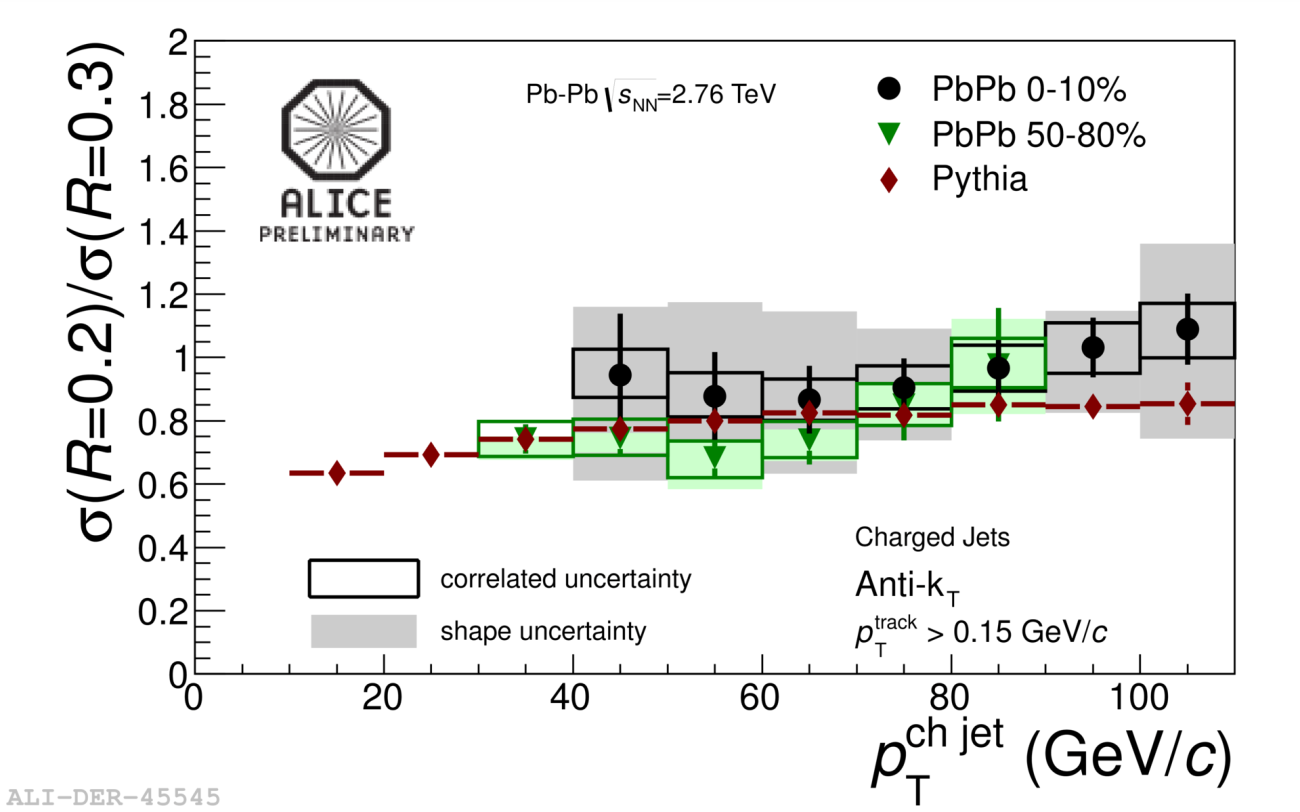 σ(R=0.2)/σ(R=0.3)
2
1.8
1.6
1.4
1.2
1
0.8
0.6
0.4
0.2
0
ALICE
PRELIMINARY
Pb-Pb √sNN=2.76 TeV
PbPb 0-10%
PbPb 50-80%
Pythia
correlated uncertainty
shape uncertainty
Charged Jets
Anti-kT
pTtrack > 0.15 GeV/c
0 20 40 60 80 100
pTch jet (GeV/c)
ALI-DER-45545